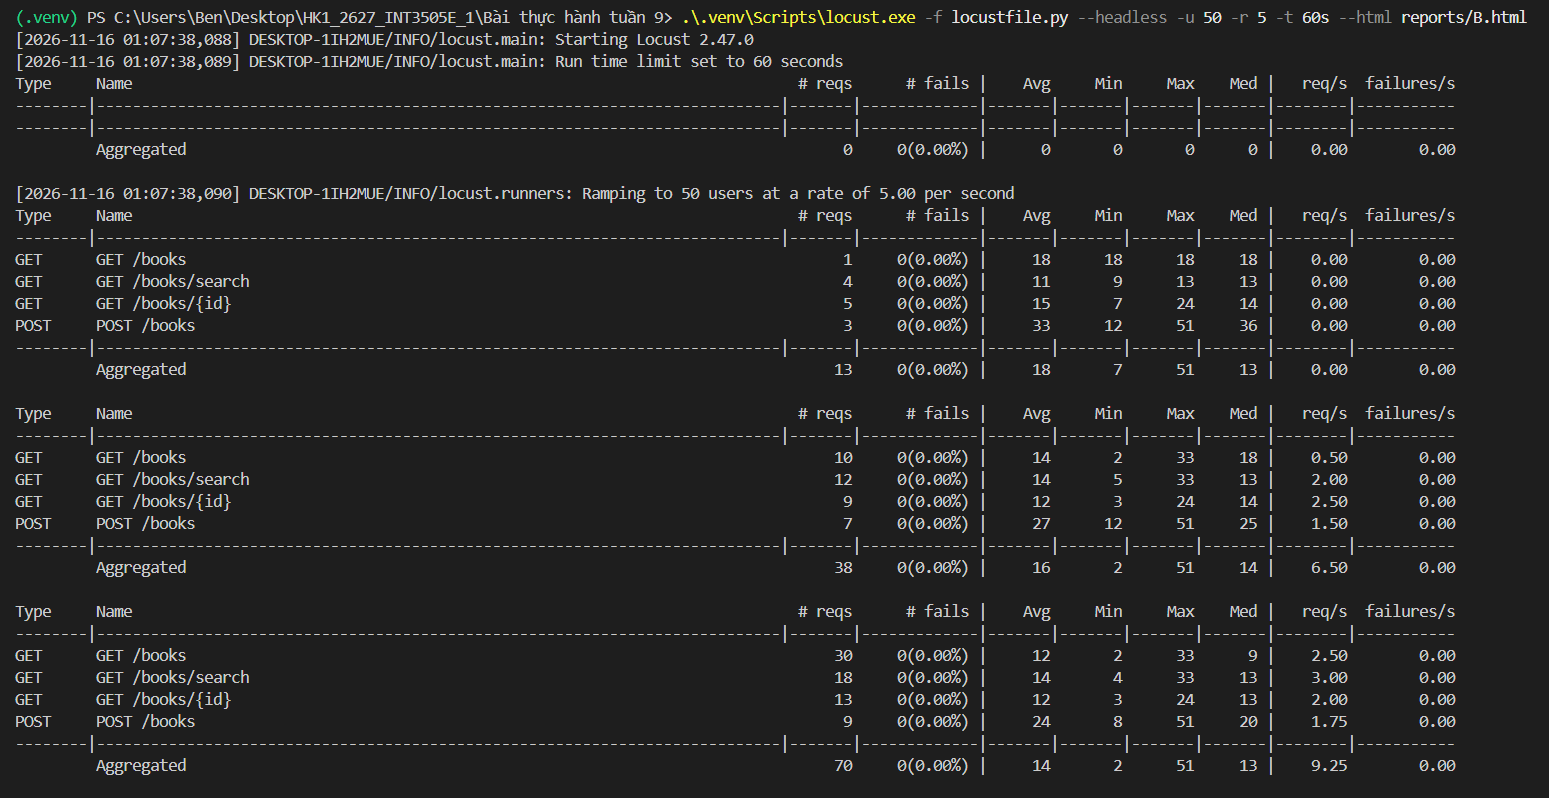 (.venv) PS C:\Users\Ben\Desktop\HK1_2627_INT3505E_1\Bài thực hành tuần 9> .\.venv\Scripts\locust.exe -f locustfile.py --headless -u 50 -r 5 -t 60s --html reports/B.html
[2026-11-16 01:07:38,088] DESKTOP-1IH2MUE/INFO/locust.main: Starting Locust 2.47.0
[2026-11-16 01:07:38,089] DESKTOP-1IH2MUE/INFO/locust.main: Run time limit set to 60 seconds
Type     Name                                                                          # reqs      # fails |    Avg     Min     Max    Med |   req/s  failures/s
--------|----------------------------------------------------------------------------|-------|-------------|-------|-------|-------|-------|--------|-----------
--------|----------------------------------------------------------------------------|-------|-------------|-------|-------|-------|-------|--------|-----------
         Aggregated                                                                         0     0(0.00%) |      0       0       0      0 |    0.00        0.00
[2026-11-16 01:07:38,090] DESKTOP-1IH2MUE/INFO/locust.runners: Ramping to 50 users at a rate of 5.00 per second
Type     Name                                                                          # reqs      # fails |    Avg     Min     Max    Med |   req/s  failures/s
--------|----------------------------------------------------------------------------|-------|-------------|-------|-------|-------|-------|--------|-----------
GET      GET /books                                                                         1     0(0.00%) |     18      18      18     18 |    0.00        0.00
GET      GET /books/search                                                                  4     0(0.00%) |     11       9      13     13 |    0.00        0.00
GET      GET /books/{id}                                                                    5     0(0.00%) |     15       7      24     14 |    0.00        0.00
POST     POST /books                                                                        3     0(0.00%) |     33      12      51     36 |    0.00        0.00
--------|----------------------------------------------------------------------------|-------|-------------|-------|-------|-------|-------|--------|-----------
         Aggregated                                                                        13     0(0.00%) |     18       7      51     13 |    0.00        0.00
Type     Name                                                                          # reqs      # fails |    Avg     Min     Max    Med |   req/s  failures/s
--------|----------------------------------------------------------------------------|-------|-------------|-------|-------|-------|-------|--------|-----------
GET      GET /books                                                                        10     0(0.00%) |     14       2      33     18 |    0.50        0.00
GET      GET /books/search                                                                 12     0(0.00%) |     14       5      33     13 |    2.00        0.00
GET      GET /books/{id}                                                                    9     0(0.00%) |     12       3      24     14 |    2.50        0.00
POST     POST /books                                                                        7     0(0.00%) |     27      12      51     25 |    1.50        0.00
--------|----------------------------------------------------------------------------|-------|-------------|-------|-------|-------|-------|--------|-----------
         Aggregated                                                                        38     0(0.00%) |     16       2      51     14 |    6.50        0.00
Type     Name                                                                          # reqs      # fails |    Avg     Min     Max    Med |   req/s  failures/s
--------|----------------------------------------------------------------------------|-------|-------------|-------|-------|-------|-------|--------|-----------
GET      GET /books                                                                        30     0(0.00%) |     12       2      33      9 |    2.50        0.00
GET      GET /books/search                                                                 18     0(0.00%) |     14       4      33     13 |    3.00        0.00
GET      GET /books/{id}                                                                   13     0(0.00%) |     12       3      24     13 |    2.00        0.00
POST     POST /books                                                                        9     0(0.00%) |     24       8      51     20 |    1.75        0.00
--------|----------------------------------------------------------------------------|-------|-------------|-------|-------|-------|-------|--------|-----------
         Aggregated                                                                        70     0(0.00%) |     14       2      51     13 |    9.25        0.00